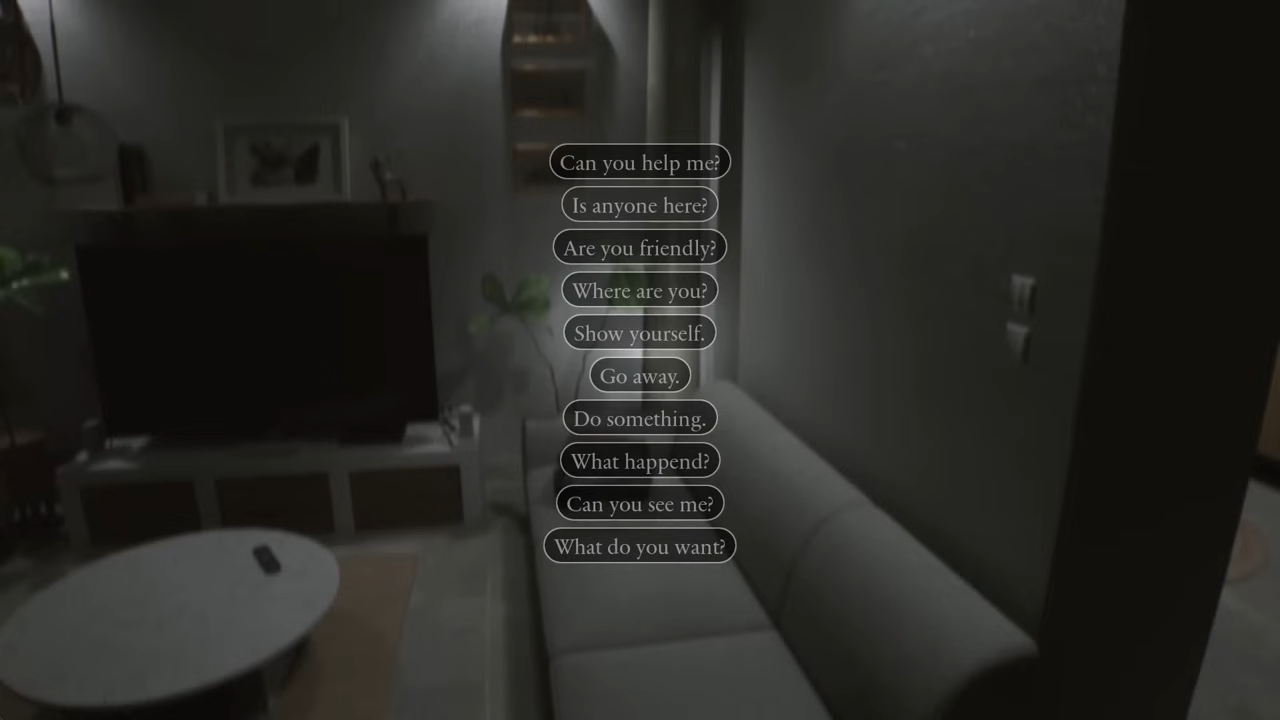 Can you help me?
Is anyone here?
Are you friendly?
Where are you?
Show yourself.
Go away.
Do something.
What happend?
Can you see me?
What do you want?